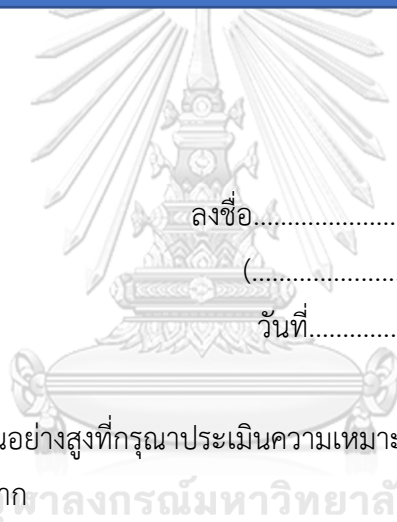 ลงชื่อ....................
(.....................
วันที่..............
นอย่างสูงที่กรุณาประเมินความเหมาะ
าก
จุฬาลงกรณ์มหาวิทยาลั